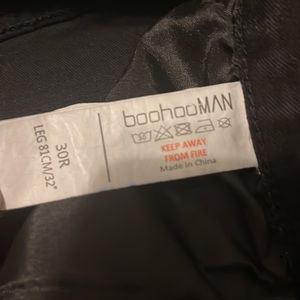 boohooMAN
KEEP AWAY
FROM FIRE
Made in China
30R
LEG 81CM/32"